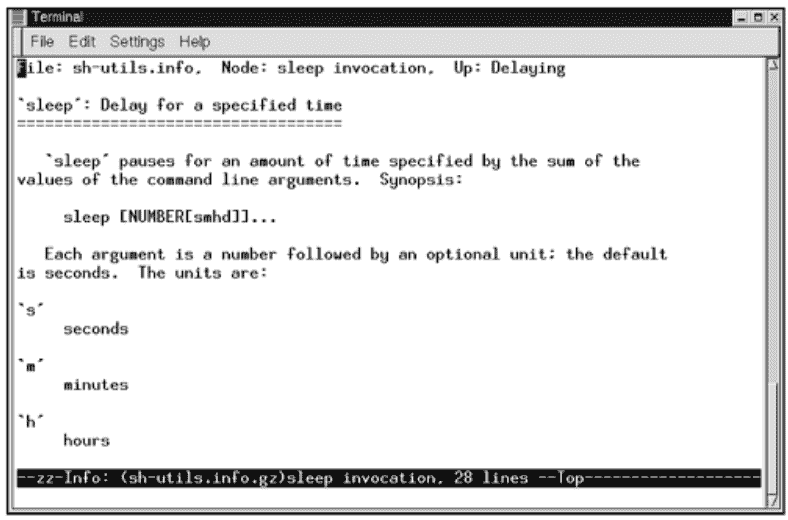 Terminal
File Edit Settings Help
File: sh-utils.info, Node: sleep invocation, Up: Delaying
`sleep´: Delay for a specified time
===================================
`sleep´ pauses for an amount of time specified by the sum of the
values of the command line arguments. Synopsis:
sleep [NUMBER[smhd]]...
Each argument is a number followed by an optional unit: the default
is seconds. The units are:
`s´
seconds
`m´
minutes
`h´
hours
--zz-Info: (sh-utils.info.gz)sleep invocation, 28 lines --Top-------------------